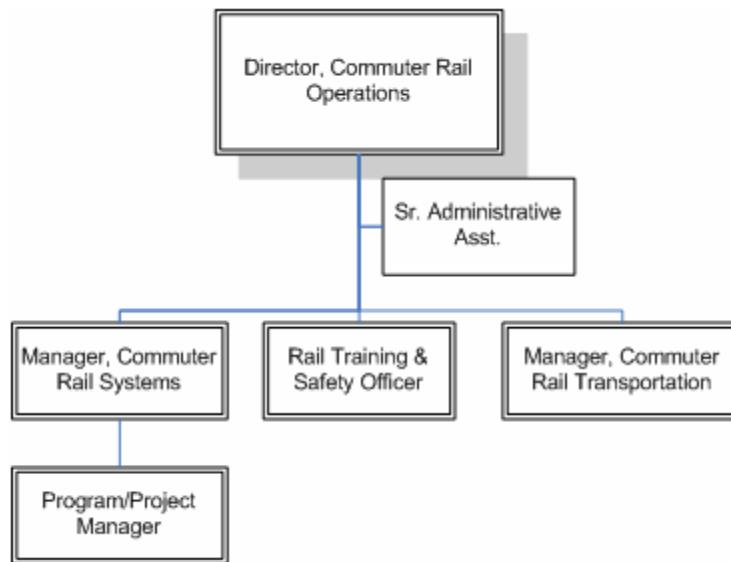 Director, Commuter Rail
Operations
Sr. Administrative
Asst.
Manager, Commuter
Rail Systems
Rail Training &
Safety Officer
Manager, Commuter
Rail Transportation
Program/Project
Manager